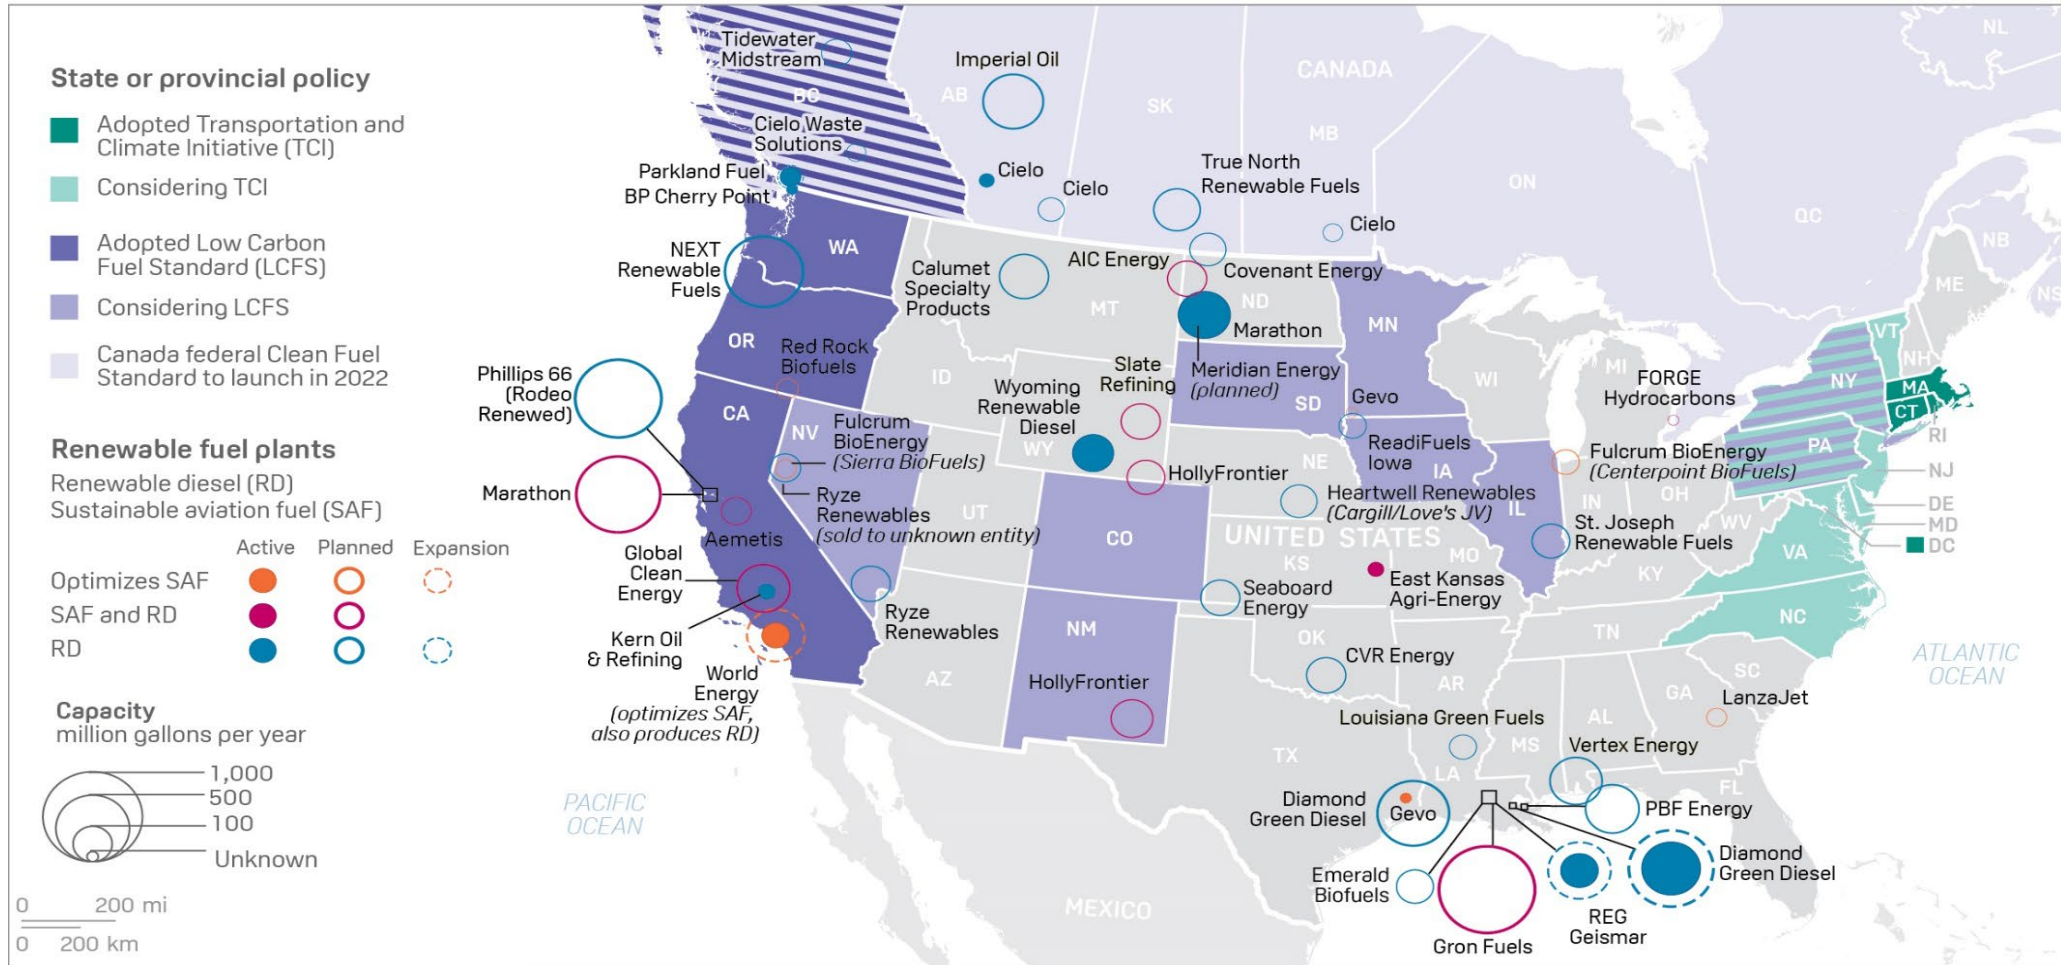 State or provincial policy
Adopted Transportation and
Climate Initiative (TCI)
Considering TCI
Adopted Low Carbon
Fuel Standard (LCFS)
Considering LCFS
Canada federal Clean Fuel
Standard to launch in 2022
Renewable fuel plants
Renewable diesel (RD)
Sustainable aviation fuel (SAF)
Active Planned Expansion
Optimizes SAF
SAF and RD
RD
Capacity
million gallons per year
1,000
500
100
Unknown
0 200 mi
0 200 km
Tidewater
Midstream
BC
Cielo Waste
Solutions
Parkland Fuel
BP Cherry Point
Imperial Oil
AB
SK
CANADA
MB
ON
QC
NL
NB
NS
Cielo
Cielo
True North
Renewable Fuels
Cielo
NEXT
Renewable
Fuels
WA
Calumet
Specialty
Products
MT
AIC Energy
Covenant Energy
ND
Marathon
MN
OR
Red Rock
Biofuels
ID
Phillips 66
(Rodeo
Renewed)
CA
Wyoming
Renewable
Diesel
WY
Slate
Refining
Meridian Energy
(planned)
SD
Gevo
WI
MI
FORGE
Hydrocarbons
NY
VT
NH
ME
MA
CT
RI
NJ
DE
MD
DC
PA
NV
Fulcrum
BioEnergy
(Sierra BioFuels)
ReadiFuels
Iowa
IA
NE
HollyFrontier
Fulcrum BioEnergy
(Centerpoint BioFuels)
Marathon
Ryze
Renewables
(sold to unknown entity)
UT
Heartwell Renewables
(Cargill/Love's JV)
IL
IN
OH
WV
Aemetis
CO
UNITED STATES
St. Joseph
Renewable Fuels
VA
KS
MO
KY
Global
Clean
Energy
Seaboard
Energy
East Kansas
Agri-Energy
Ryze
Renewables
Kern Oil
& Refining
NM
OK
TN
NC
World
Energy
(optimizes SAF,
also produces RD)
AZ
HollyFrontier
CVR Energy
AR
SC
GA
LanzaJet
ATLANTIC
OCEAN
Louisiana Green Fuels
MS
AL
Vertex Energy
TX
LA
FL
PACIFIC
OCEAN
Diamond
Green Diesel
Gevo
PBF Energy
Emerald
Biofuels
Diamond
Green Diesel
MEXICO
REG
Geismar
Gron Fuels